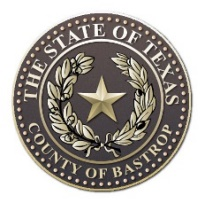 THE STATE OF TEXAS
COUNTY OF BASTROP